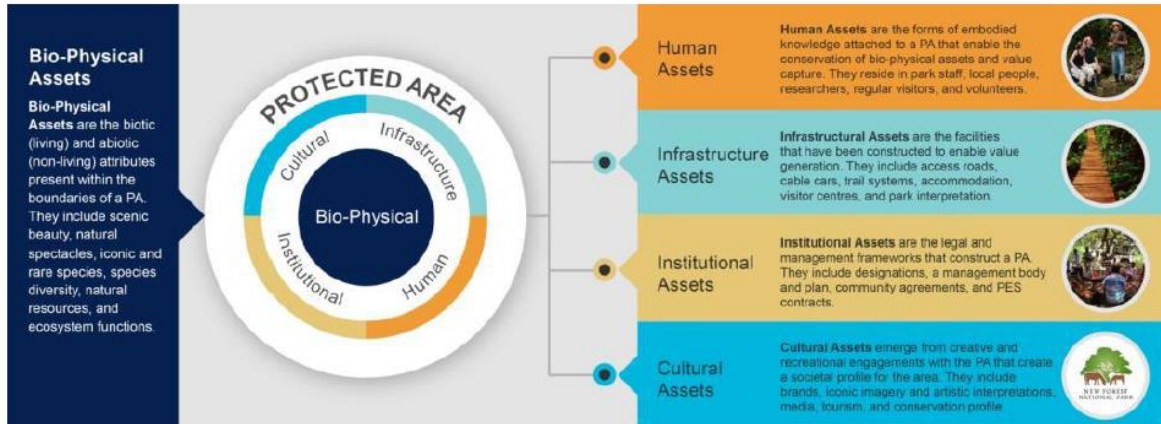 Bio-Physical
Assets
Bio-Physical
Assets are the biotic
(living) and abiotic
(non-living) attributes
present within the
boundaries of a PA.
They include scenic
beauty, natural
spectacles, iconic and
rare species, species
diversity, natural
resources, and
ecosystem functions.
PROTECTED AREA
Cultural
Infrastructure
Bio-Physical
Institutional
Human
Human
Assets
Human Assets are the forms of embodied
knowledge attached to a PA that enable the
conservation of bio-physical assets and value
capture. They reside in park staff, local people,
researchers, regular visitors, and volunteers.
Infrastructure
Assets
Infrastructural Assets are the facilities
that have been constructed to enable value
generation. They include access roads,
cable cars, trail systems, accommodation,
visitor centres, and park interpretation.
Institutional
Assets
Institutional Assets are the legal and
management frameworks that construct a PA.
They include designations, a management body
and plan, community agreements, and PES
contracts.
Cultural
Assets
Cultural Assets emerge from creative and
recreational engagements with the PA that create
a societal profile for the area. They include
brands, iconic imagery and artistic interpretations,
media, tourism, and conservation profile.
NEW FOREST
NATIONAL PARK